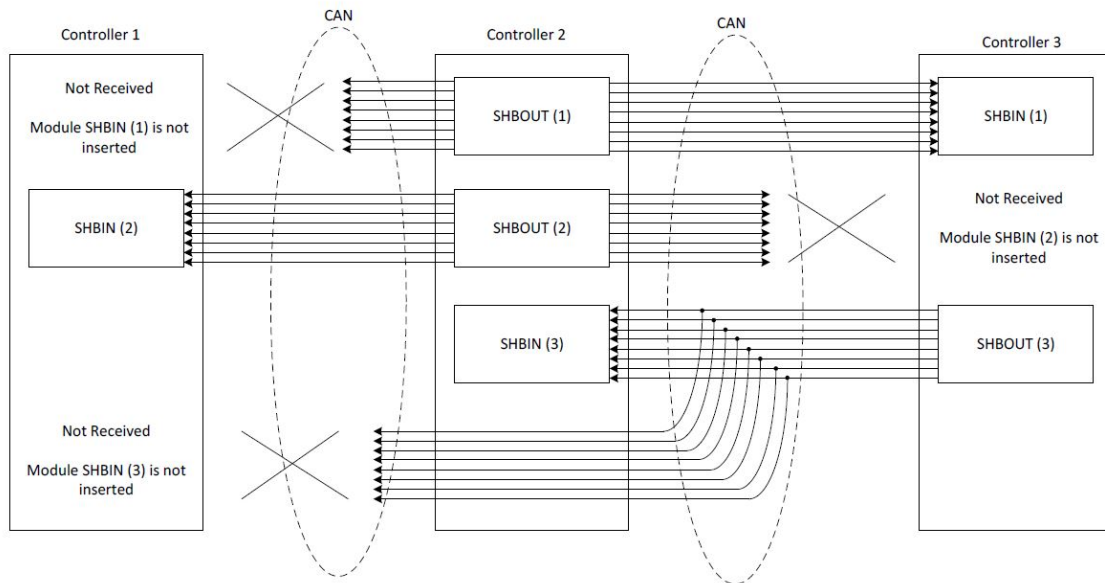 CAN
CAN
Controller 1
Controller 2
Controller 3
Not Received
Module SHBIN (1) is not
inserted
SHBOUT (1)
SHBIN (1)
SHBIN (2)
SHBOUT (2)
Not Received
Module SHBIN (2) is not
inserted
SHBIN (3)
SHBOUT (3)
Not Received
Module SHBIN (3) is not
inserted